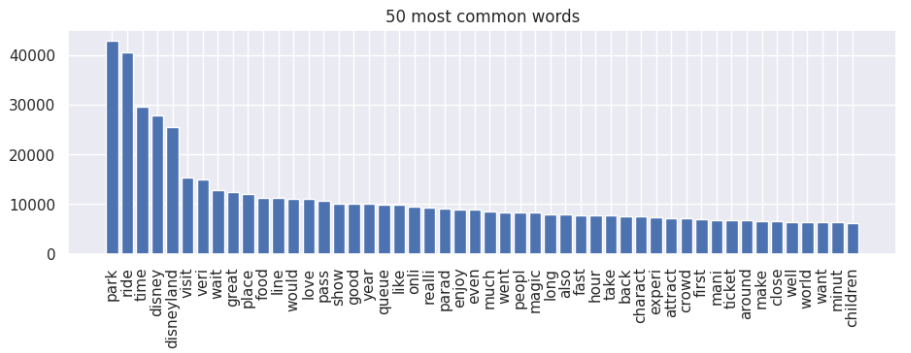 50 most common words
40000
30000
20000
10000
0
park
ride
time
disney
disneyland
visit
veri
wait
great
place
food
line
would
love
pass
show
good
year
queue
like
onli
realli
parad
enjoy
even
much
went
peopl
magic
long
also
fast
hour
take
back
charact
experi
attract
crowd
first
mani
ticket
around
make
close
well
world
want
minut
children